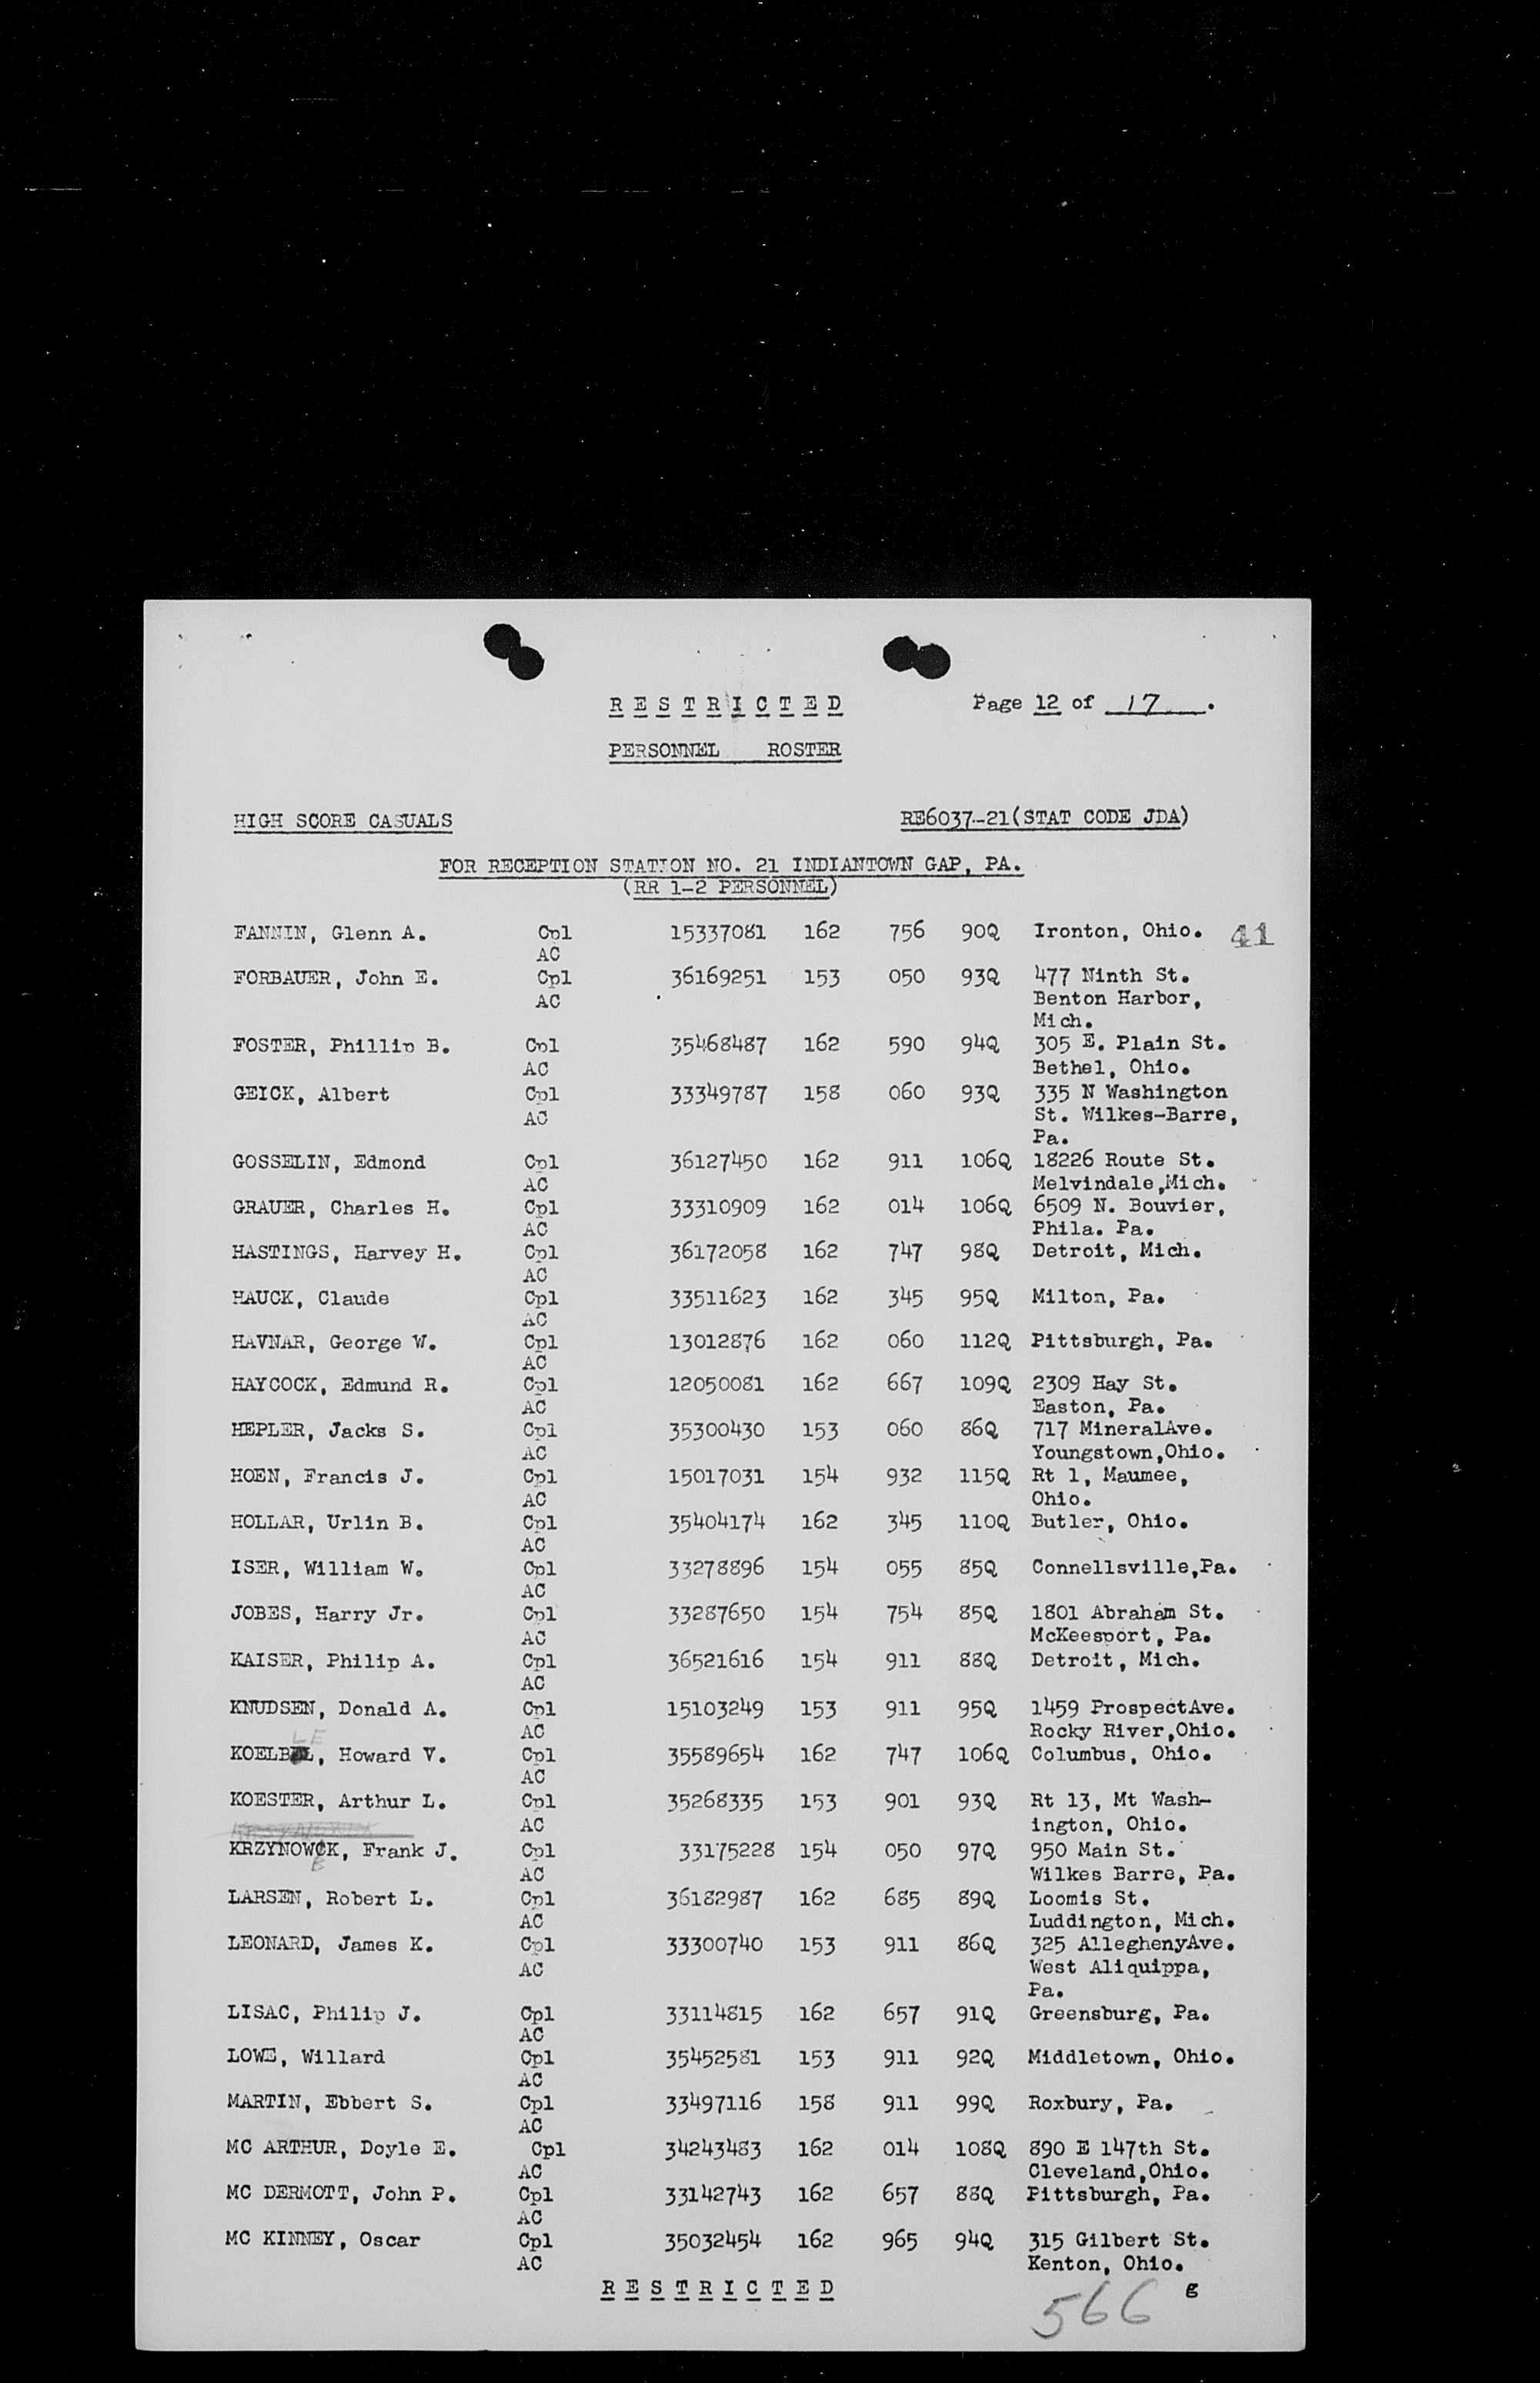 R E S T R I C T E D Page 12 of 17 .
PERSONNEL ROSTER
HIGH SCORE CASUALS RE6037-21(STAT CODE JDA)
FOR RECEPTION STATION NO. 21 INDIANTOWN GAP, PA.
(RR 1-2 PERSONNEL)
FANNIN, Glenn A. Cpl 15337081 162 756 90Q Ironton, Ohio. 41
AC
FORBAUER, John E. Cpl 36169251 153 050 93Q 477 Ninth St.
AC Benton Harbor,
Mich.
FOSTER, Phillip B. Cpl 35468487 162 590 94Q 305 E. Plain St.
AC Bethel, Ohio.
GEICK, Albert Cpl 33349787 158 060 93Q 335 N Washington
AC St. Wilkes-Barre,
Pa.
GOSSELIN, Edmond Cpl 36127450 162 911 106Q 18226 Route St.
AC Melvindale,Mich.
GRAUER, Charles H. Cpl 33310909 162 014 106Q 6509 N. Bouvier,
AC Phila. Pa.
HASTINGS, Harvey H. Cpl 36172058 162 747 98Q Detroit, Mich.
AC
HAUCK, Claude Cpl 33511623 162 345 95Q Milton, Pa.
AC
HAVNAR, George W. Cpl 13012876 162 060 112Q Pittsburgh, Pa.
AC
HAYCOCK, Edmund R. Cpl 12050081 162 667 109Q 2309 Hay St.
AC Easton, Pa.
HEPLER, Jacks S. Cpl 35300430 153 060 86Q 717 MineralAve.
AC Youngstown,Ohio.
HOEN, Francis J. Cpl 15017031 154 932 115Q Rt 1, Maumee,
AC Ohio.
HOLLAR, Urlin B. Cpl 35404174 162 345 110Q Butler, Ohio.
AC
ISER, William W. Cpl 33278896 154 055 85Q Connellsville,Pa.
AC
JOBES, Harry Jr. Cpl 33287650 154 754 85Q 1801 Abraham St.
AC McKeesport, Pa.
KAISER, Philip A. Cpl 36521616 154 911 88Q Detroit, Mich.
AC
KNUDSEN, Donald A. Cpl 15103249 153 911 95Q 1459 ProspectAve.
AC Rocky River,Ohio.
LE
KOELBEL, Howard V. Cpl 35589654 162 747 106Q Columbus, Ohio.
AC
KOESTER, Arthur L. Cpl 35268335 153 901 93Q Rt 13, Mt Wash-
AC ington, Ohio.
KRZYNOWCK, Frank J. Cpl 33175228 154 050 97Q 950 Main St.
E
AC Wilkes Barre, Pa.
LARSEN, Robert L. Cpl 36182987 162 685 89Q Loomis St.
AC Luddington, Mich.
LEONARD, James K. Cpl 33300740 153 911 86Q 325 AlleghenyAve.
AC West Aliquippa,
Pa.
LISAC, Philip J. Cpl 33114815 162 657 91Q Greensburg, Pa.
AC
LOWE, Willard Cpl 35452581 153 911 92Q Middletown, Ohio.
AC
MARTIN, Ebbert S. Cpl 33497116 158 911 99Q Roxbury, Pa.
AC
MC ARTHUR, Doyle E. Cpl 34243483 162 014 108Q 890 E 147th St.
AC Cleveland,Ohio.
MC DERMOTT, John P. Cpl 33142743 162 657 88Q Pittsburgh, Pa.
AC
MC KINNEY, Oscar Cpl 35032454 162 965 94Q 315 Gilbert St.
AC Kenton, Ohio.
R E S T R I C T E D g
566